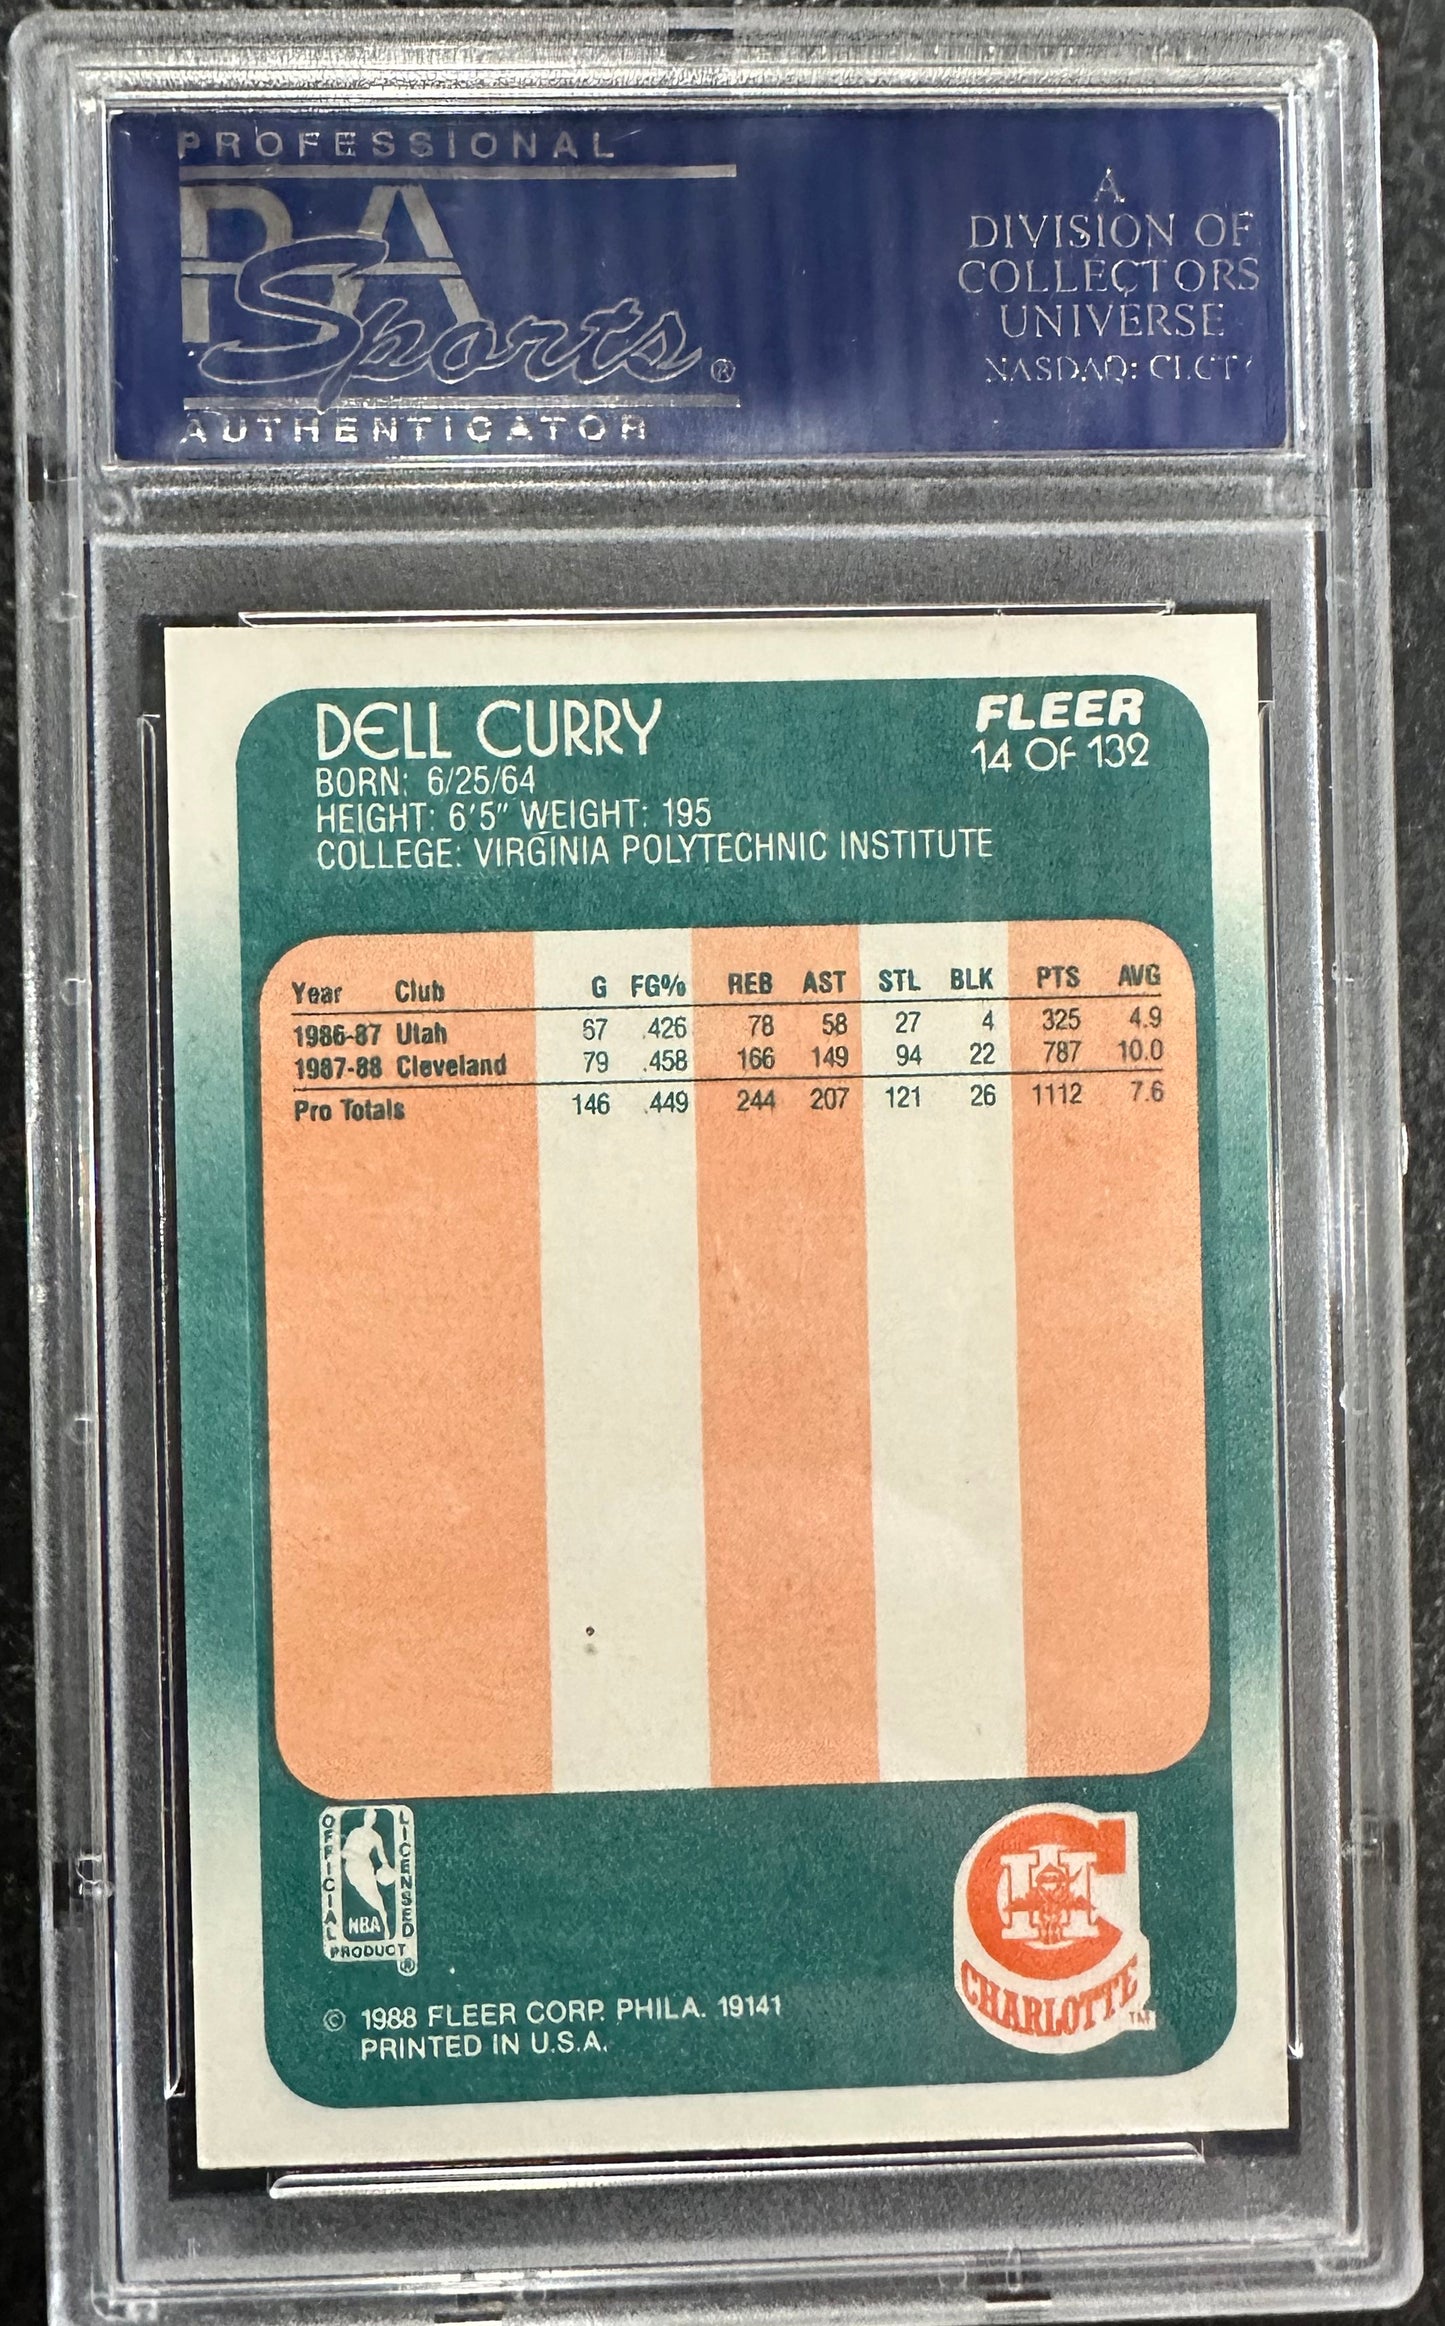 PROFESSIONAL
PSA
Sports ®
AUTHENTICATOR
A
DIVISION OF
COLLECTORS
UNIVERSE
NASDAQ: CLCT
DELL CURRY
BORN: 6/25/64
HEIGHT: 6'5" WEIGHT: 195
COLLEGE: VIRGINIA POLYTECHNIC INSTITUTE
FLEER
14 OF 132
Year Club G FG% REB AST STL BLK PTS AVG
1986-87 Utah 67 .426 78 58 27 4 325 4.9
1987-88 Cleveland 79 .458 166 149 94 22 787 10.0
Pro Totals 146 .449 244 207 121 26 1112 7.6
OFFICIAL
LICENSED
NBA
PRODUCT ®
H
CHARLOTTE TM
© 1988 FLEER CORP. PHILA. 19141
PRINTED IN U.S.A.